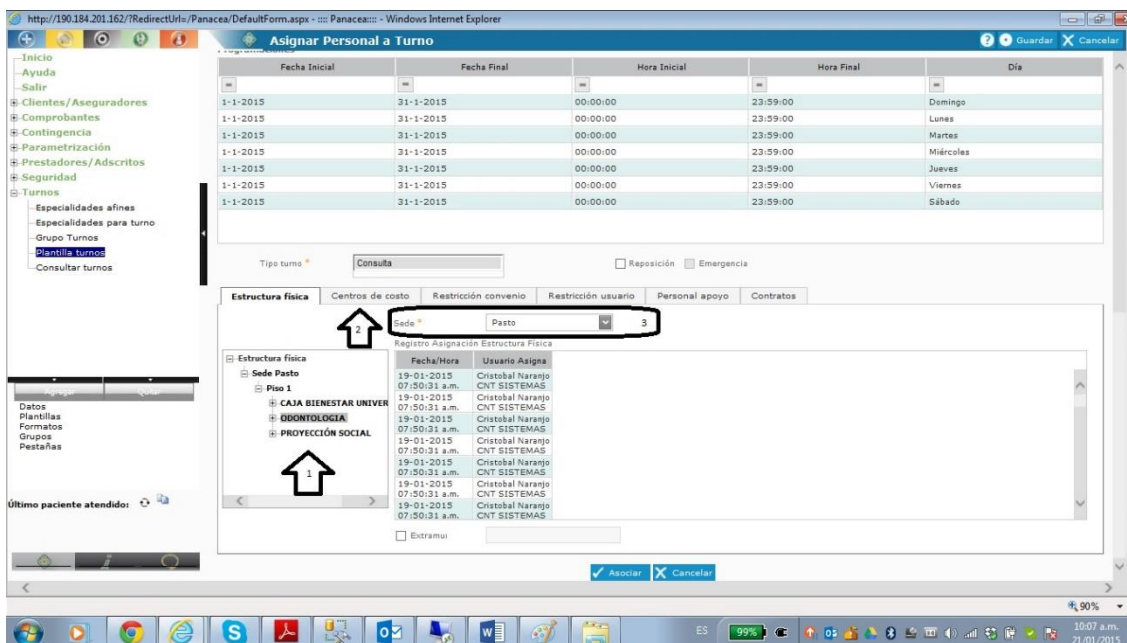 http://190.184.201.162/?RedirectUrl=/Panacea/DefaultForm.aspx - :::: Panacea:::: - Windows Internet Explorer
Asignar Personal a Turno
Guardar Cancelar
Inicio
Ayuda
Salir
Clientes/Aseguradores
Comprobantes
Contingencia
Parametrización
Prestadores/Adscritos
Seguridad
Turnos
Especialidades afines
Especialidades para turno
Grupo Turnos
Plantilla turnos
Consultar turnos
Agregar Quitar
Datos
Plantillas
Formatos
Grupos
Pestañas
Último paciente atendido:
Programaciones
Fecha Inicial Fecha Final Hora Inicial Hora Final Día
1-1-2015 31-1-2015 00:00:00 23:59:00 Domingo
1-1-2015 31-1-2015 00:00:00 23:59:00 Lunes
1-1-2015 31-1-2015 00:00:00 23:59:00 Martes
1-1-2015 31-1-2015 00:00:00 23:59:00 Miércoles
1-1-2015 31-1-2015 00:00:00 23:59:00 Jueves
1-1-2015 31-1-2015 00:00:00 23:59:00 Viernes
1-1-2015 31-1-2015 00:00:00 23:59:00 Sábado
Tipo turno * Consulta Reposición Emergencia
Estructura física Centros de costo Restricción convenio Restricción usuario Personal apoyo Contratos
2
Sede * Pasto 3
Registro Asignación Estructura Física
Estructura física
Sede Pasto
Piso 1
CAJA BIENESTAR UNIVER
ODONTOLOGIA
PROYECCIÓN SOCIAL
1
Fecha/Hora Usuario Asigna
19-01-2015 Cristobal Naranjo
07:50:31 a.m. CNT SISTEMAS
19-01-2015 Cristobal Naranjo
07:50:31 a.m. CNT SISTEMAS
19-01-2015 Cristobal Naranjo
07:50:31 a.m. CNT SISTEMAS
19-01-2015 Cristobal Naranjo
07:50:31 a.m. CNT SISTEMAS
19-01-2015 Cristobal Naranjo
07:50:31 a.m. CNT SISTEMAS
19-01-2015 Cristobal Naranjo
07:50:31 a.m. CNT SISTEMAS
19-01-2015 Cristobal Naranjo
07:50:31 a.m. CNT SISTEMAS
Extramu
Asociar Cancelar
90%
ES 99% 10:07 a.m.
21/01/2015